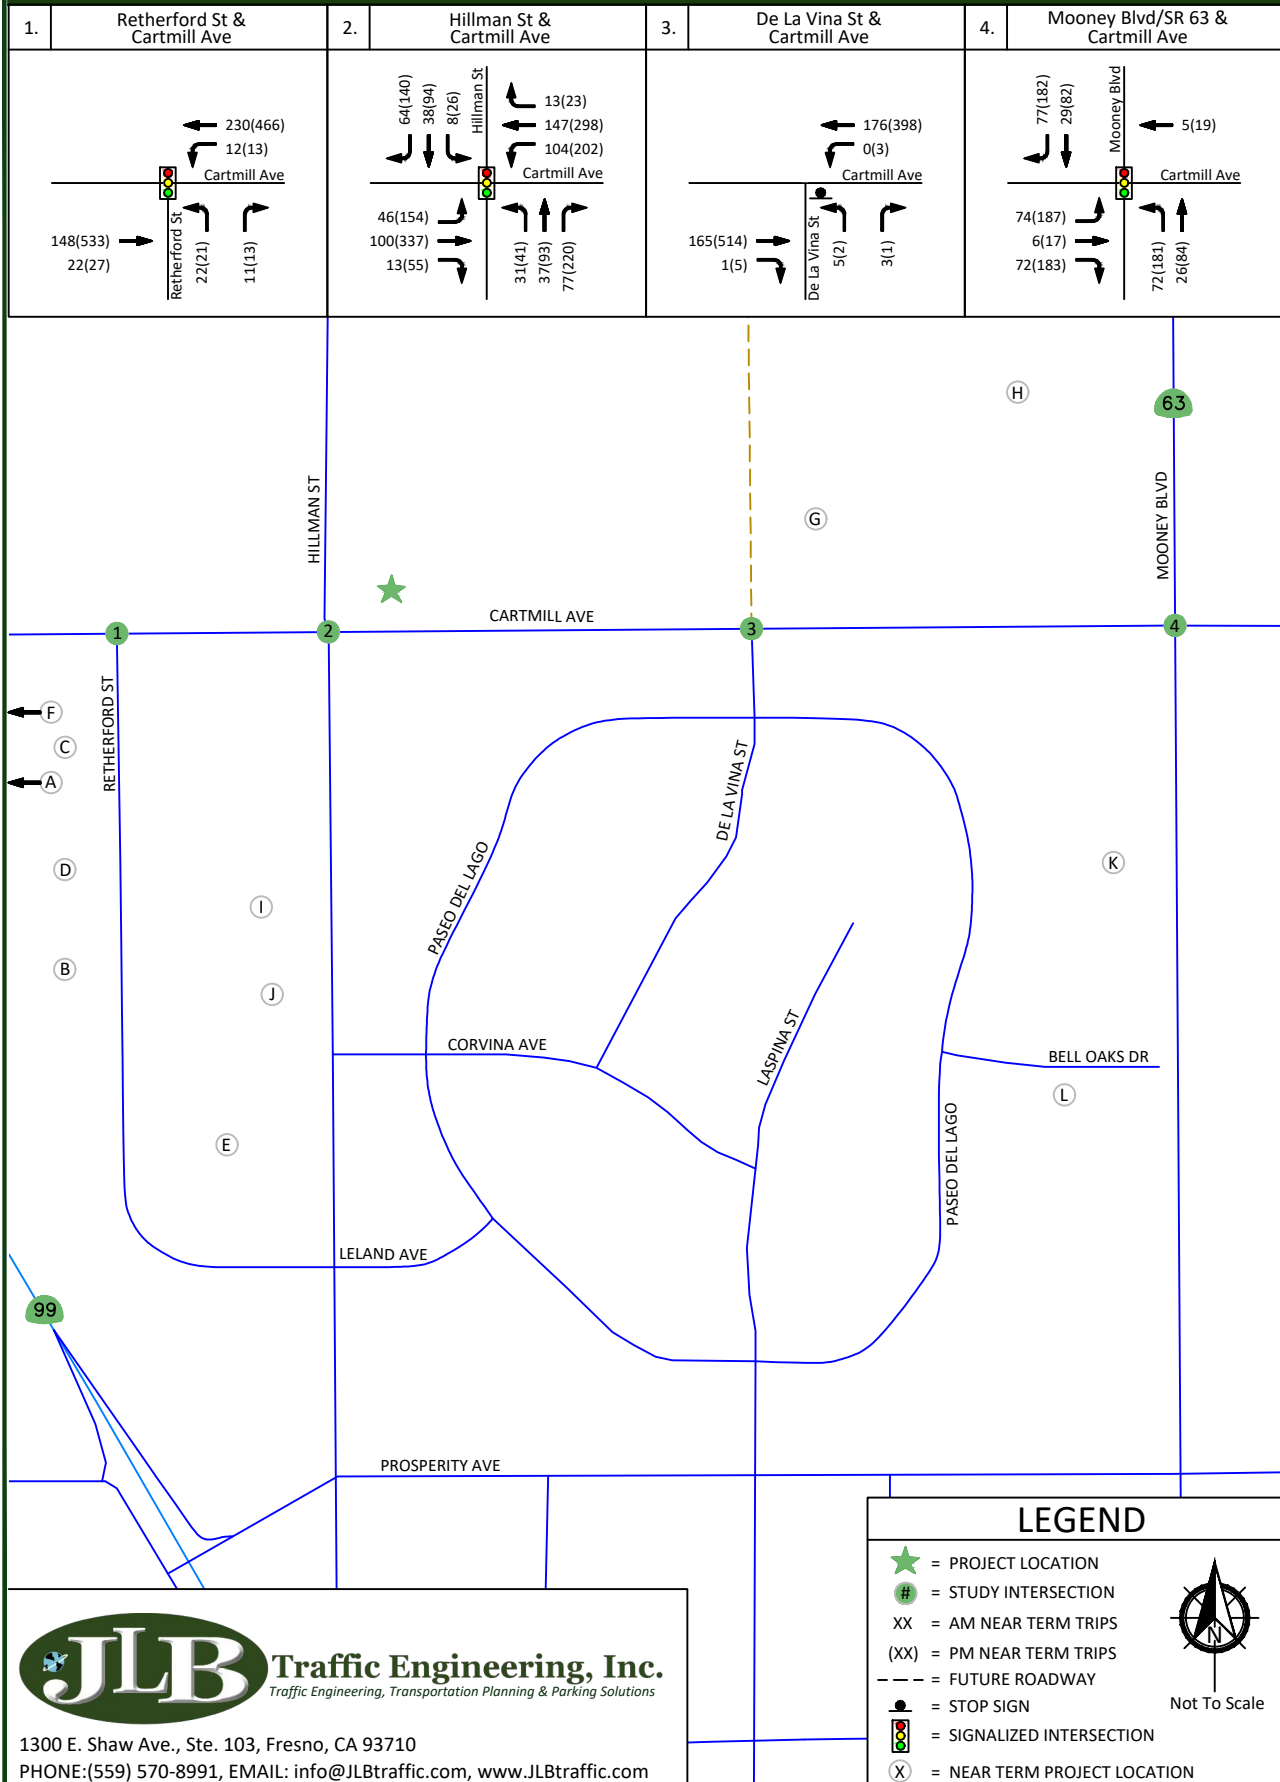 1.
Retherford St &
Cartmill Ave
230(466)
12(13)
Cartmill Ave
148(533)
22(27)
Retherford St
22(21)
11(13)
2.
Hillman St &
Cartmill Ave
64(140)
38(94)
8(26)
Hillman St
13(23)
147(298)
104(202)
Cartmill Ave
46(154)
100(337)
13(55)
31(41)
37(93)
77(220)
3.
De La Vina St &
Cartmill Ave
176(398)
0(3)
Cartmill Ave
165(514)
1(5)
De La Vina St
5(2)
3(1)
4.
Mooney Blvd/SR 63 &
Cartmill Ave
77(182)
29(82)
Mooney Blvd
5(19)
Cartmill Ave
74(187)
6(17)
72(183)
72(181)
26(84)
H
63
HILLMAN ST
G
MOONEY BLVD
CARTMILL AVE
1
2
3
4
RETHERFORD ST
F
C
A
DE LA VINA ST
PASEO DEL LAGO
D
K
I
B
J
CORVINA AVE
LASPINA ST
BELL OAKS DR
L
E
PASEO DEL LAGO
LELAND AVE
99
PROSPERITY AVE
LEGEND
= PROJECT LOCATION
# = STUDY INTERSECTION
XX = AM NEAR TERM TRIPS
(XX) = PM NEAR TERM TRIPS
= FUTURE ROADWAY
= STOP SIGN
= SIGNALIZED INTERSECTION
X = NEAR TERM PROJECT LOCATION
N
Not To Scale
JLB Traffic Engineering, Inc.
Traffic Engineering, Transportation Planning & Parking Solutions
1300 E. Shaw Ave., Ste. 103, Fresno, CA 93710
PHONE:(559) 570-8991, EMAIL: info@JLBtraffic.com, www.JLBtraffic.com